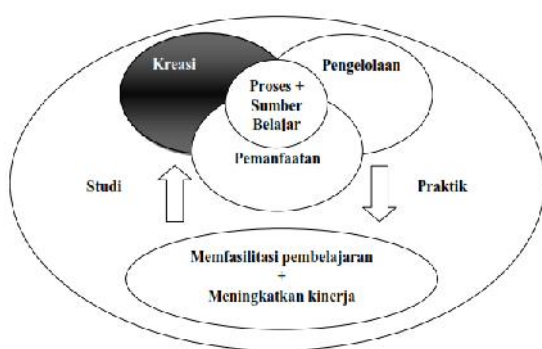 Kreasi
Pengelolaan
Proses +
Sumber
Belajar
Pemanfaatan
Studi
Praktik
Memfasilitasi pembelajaran
+
Meningkatkan kinerja